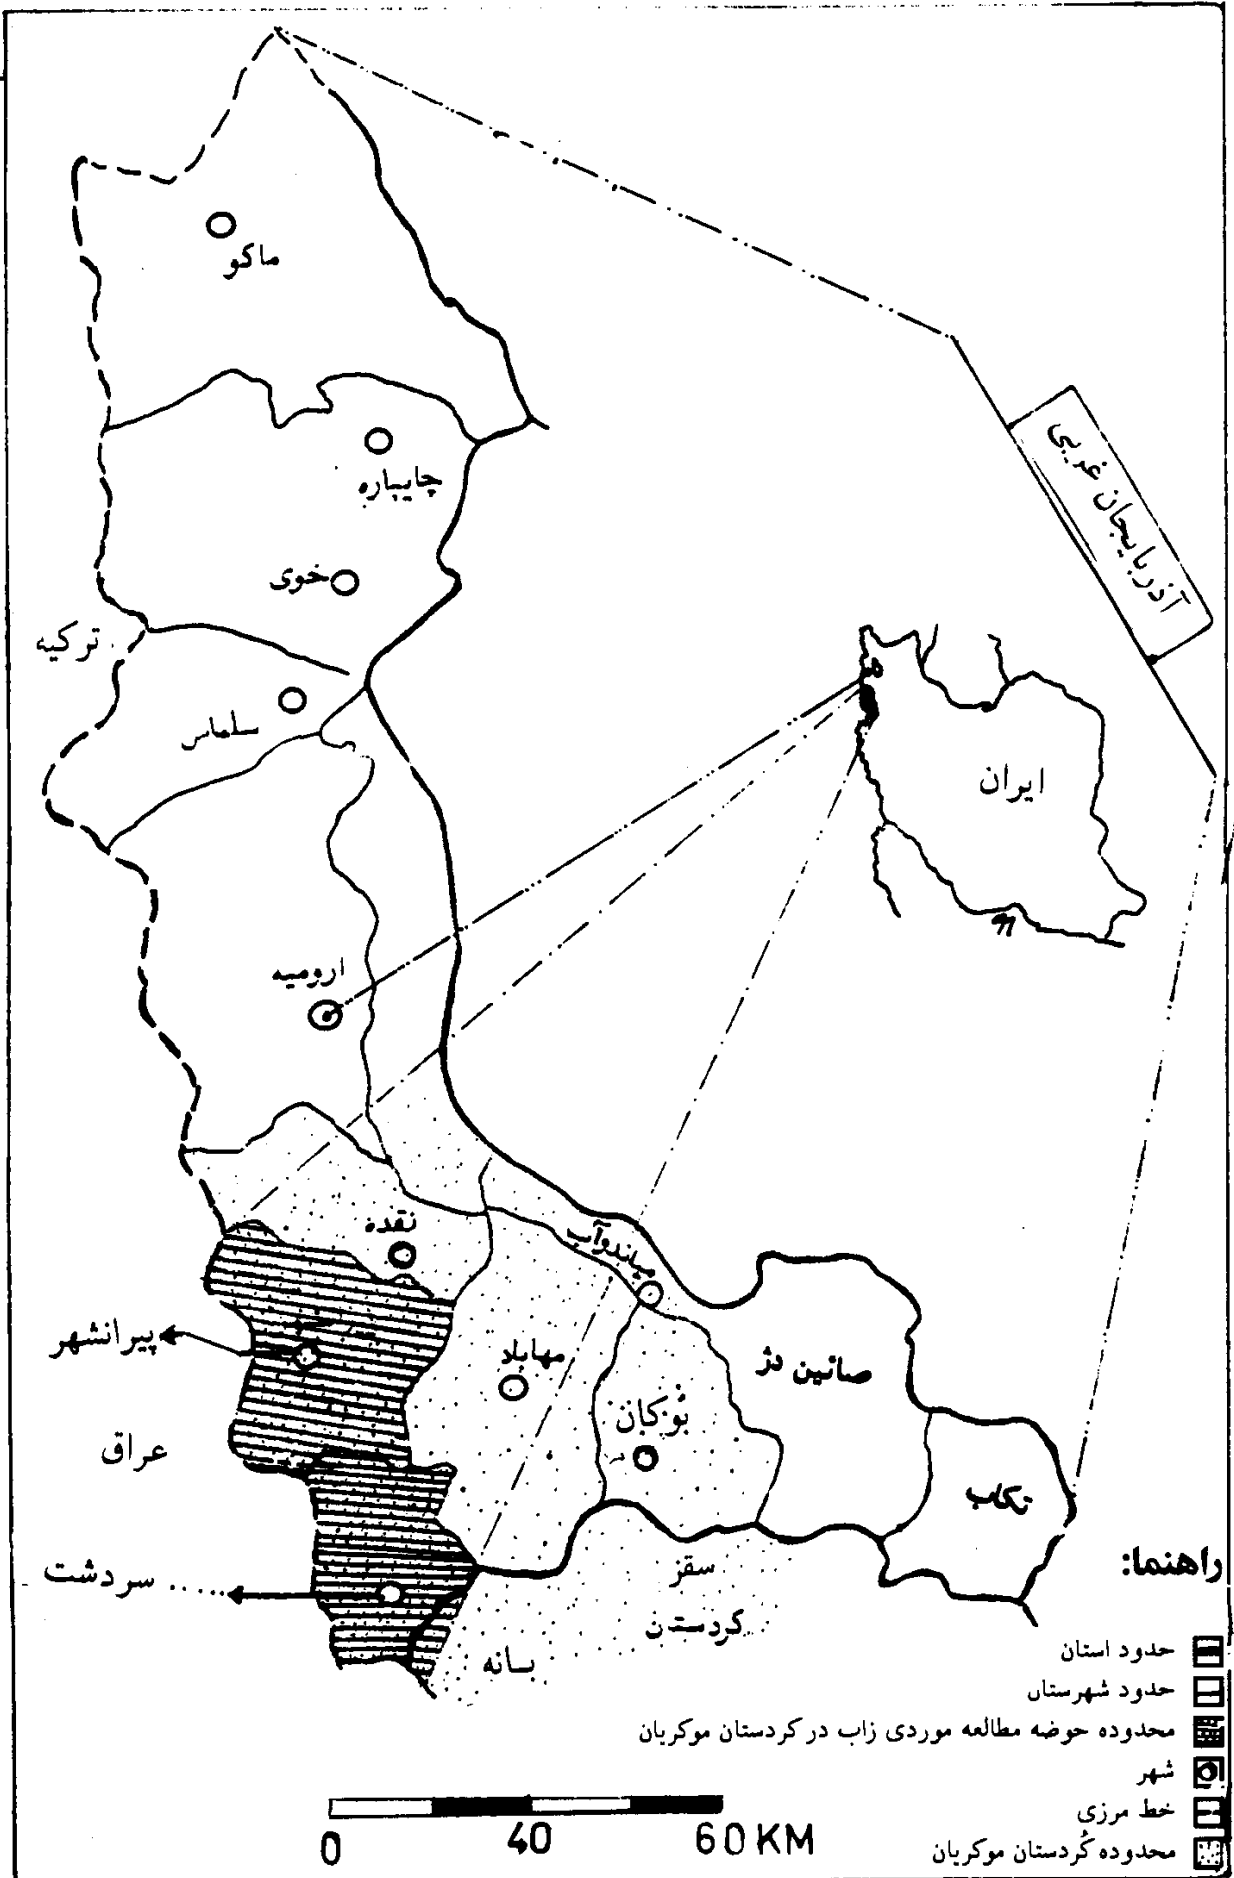 ماکو
چایپاره
آذربایجان غربی
خوی
ترکیه
سلماس
ایران
ارومیه
نقده
میاندوآب
پیرانشهر
مهاباد
صائین دژ
بوکان
عراق
تکاب
راهنما:
سردشت
سقز
کردستن
بانه
حدود استان
حدود شهرستان
محدوده حوضه مطالعه موردی زاب در کردستان موکریان
شهر
خط مرزی
محدوده کُردستان موکریان
0 40 60 KM